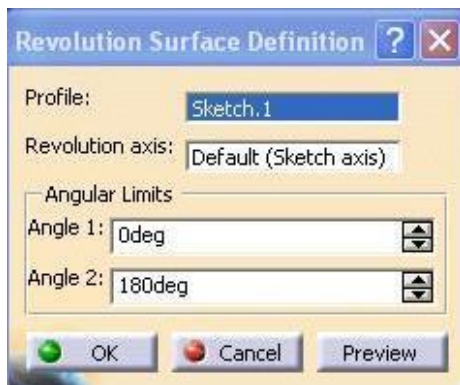 Revolution Surface Definition ?
Profile: Sketch.1
Revolution axis: Default (Sketch axis)
Angular Limits
Angle 1: 0deg
Angle 2: 180deg
OK Cancel Preview